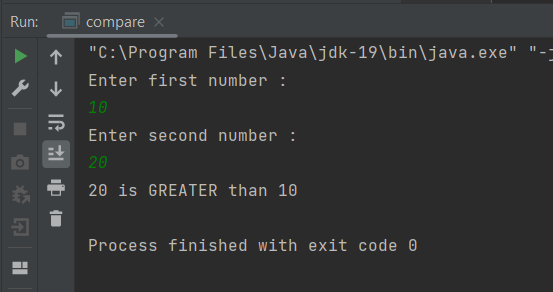 Run: compare
"C:\Program Files\Java\jdk-19\bin\java.exe" "-j
Enter first number :
10
Enter second number :
20
20 is GREATER than 10
Process finished with exit code 0